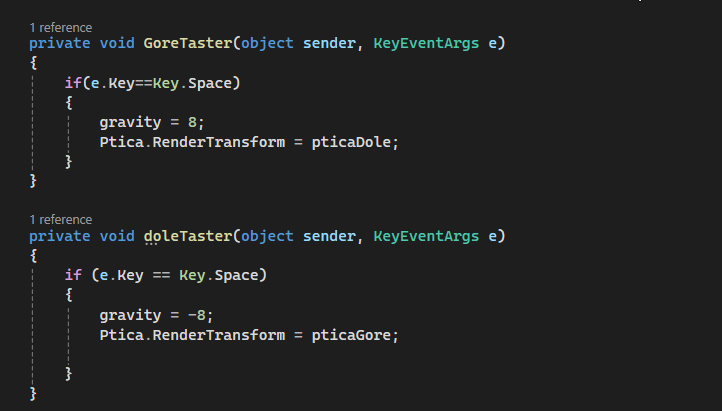 1 reference
private void GoreTaster(object sender, KeyEventArgs e)
{
    if(e.Key==Key.Space)
    {
        gravity = 8;
        Ptica.RenderTransform = pticaDole;
    }
}
1 reference
private void doleTaster(object sender, KeyEventArgs e)
{
    if (e.Key == Key.Space)
    {
        gravity = -8;
        Ptica.RenderTransform = pticaGore;
    }
}